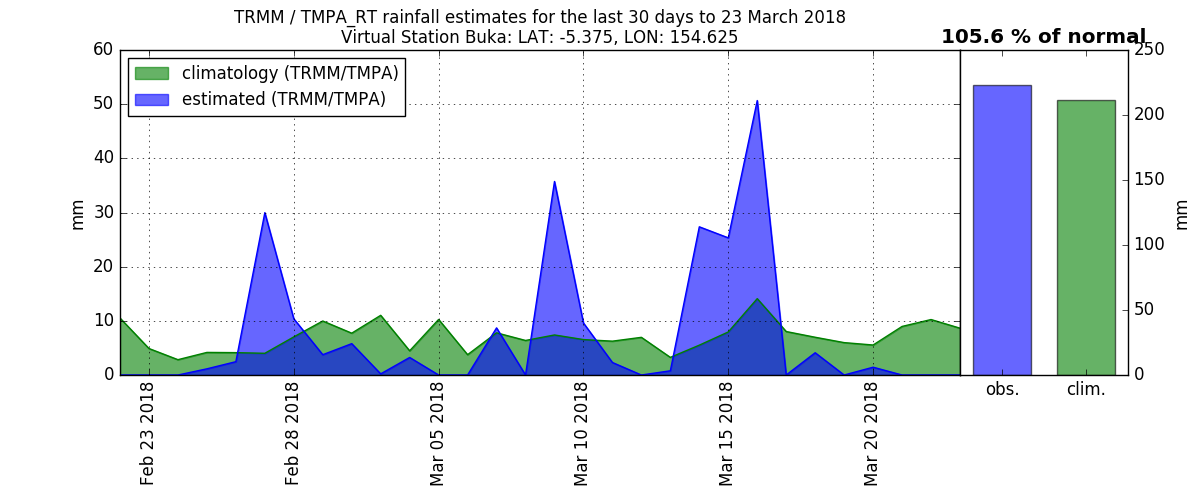 TRMM / TMPA_RT rainfall estimates for the last 30 days to 23 March 2018
Virtual Station Buka: LAT: -5.375, LON: 154.625
105.6 % of normal
climatology (TRMM/TMPA)
estimated (TRMM/TMPA)
60
50
40
30
20
10
0
mm
Feb 23 2018
Feb 28 2018
Mar 05 2018
Mar 10 2018
Mar 15 2018
Mar 20 2018
250
200
150
100
50
0
mm
obs.
clim.